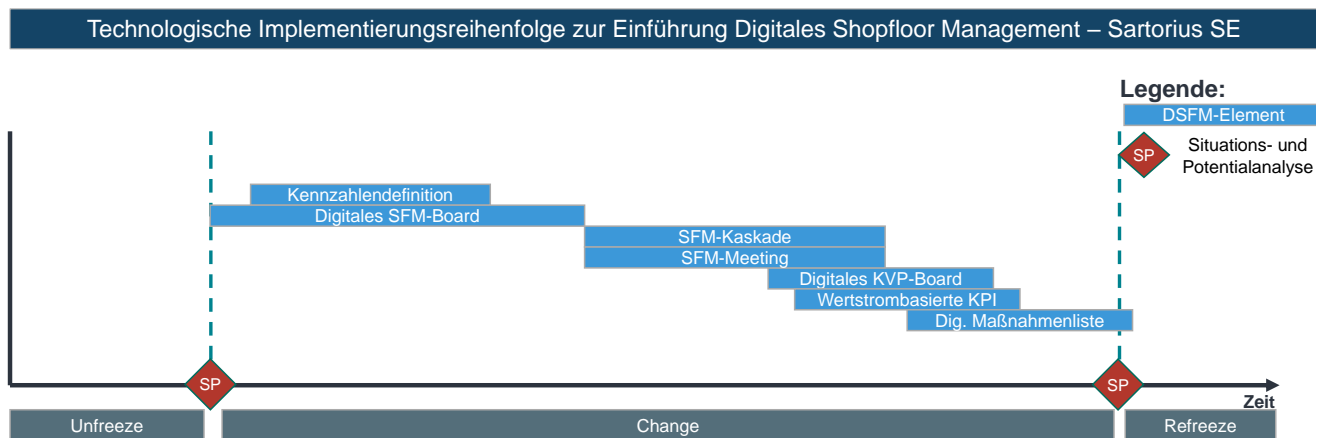 Technologische Implementierungsreihenfolge zur Einführung Digitales Shopfloor Management – Sartorius SE
Legende:
DSFM-Element
SP
Situations- und
Potentialanalyse
Kennzahlendefinition
Digitales SFM-Board
SFM-Kaskade
SFM-Meeting
Digitales KVP-Board
Wertstrombasierte KPI
Dig. Maßnahmenliste
SP
SP
Zeit
Unfreeze
Change
Refreeze